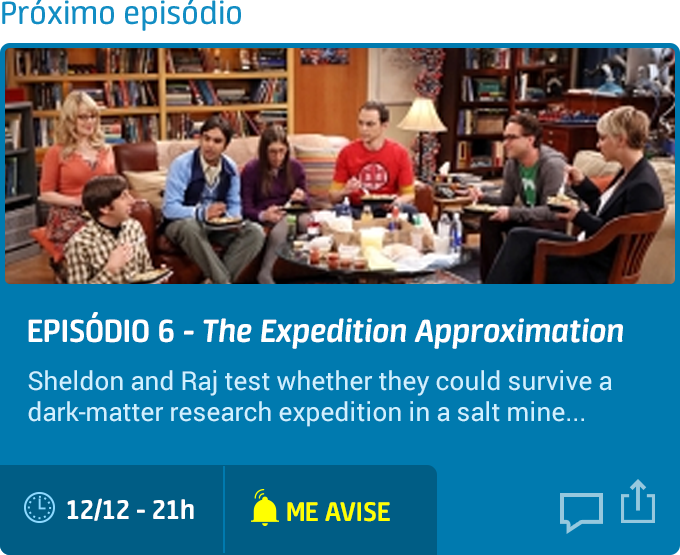 Próximo episódio
EPISÓDIO 6 - The Expedition Approximation
Sheldon and Raj test whether they could survive a
dark-matter research expedition in a salt mine...
12/12 - 21h
ME AVISE